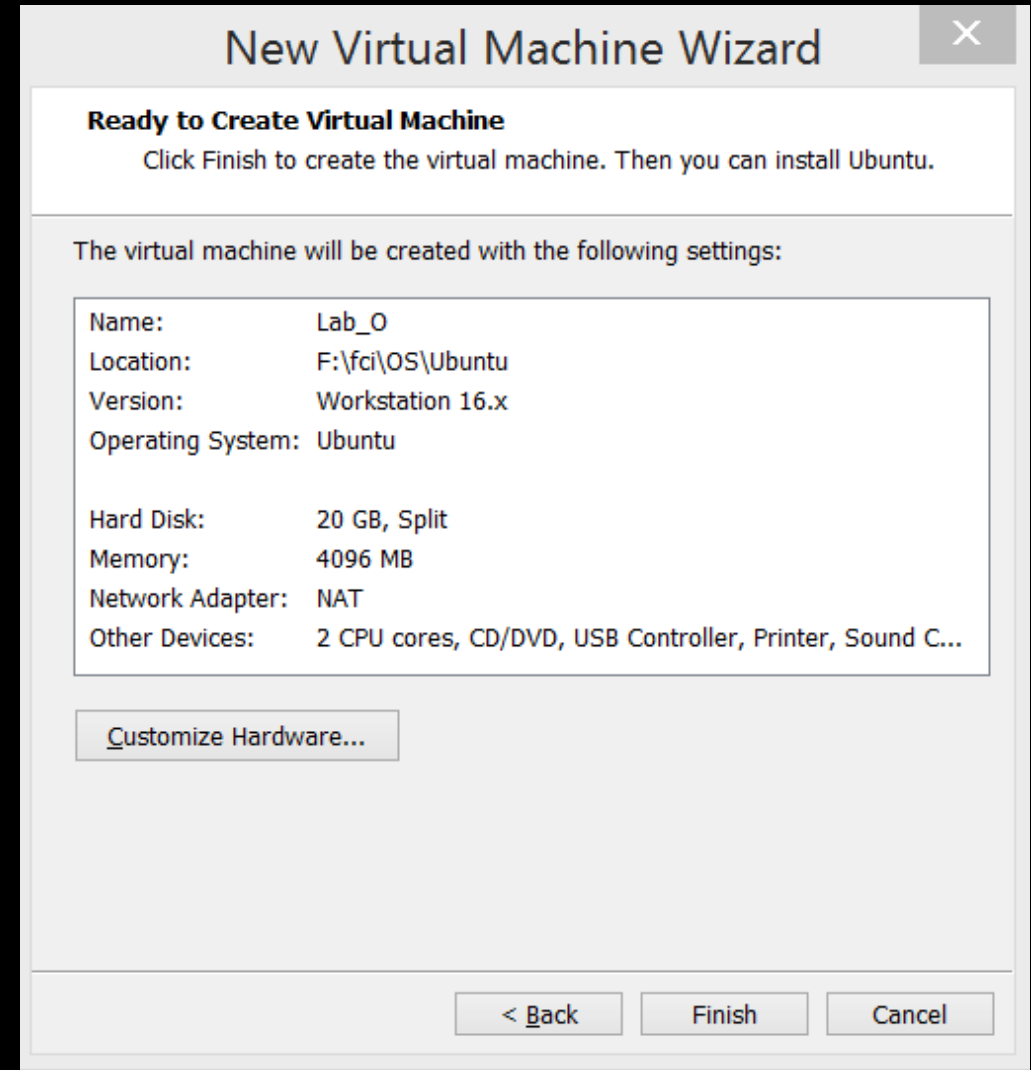 New Virtual Machine Wizard
Ready to Create Virtual Machine
Click Finish to create the virtual machine. Then you can install Ubuntu.
The virtual machine will be created with the following settings:
Name: Lab_O
Location: F:\fci\OS\Ubuntu
Version: Workstation 16.x
Operating System: Ubuntu
Hard Disk: 20 GB, Split
Memory: 4096 MB
Network Adapter: NAT
Other Devices: 2 CPU cores, CD/DVD, USB Controller, Printer, Sound C...
Customize Hardware...
< Back Finish Cancel